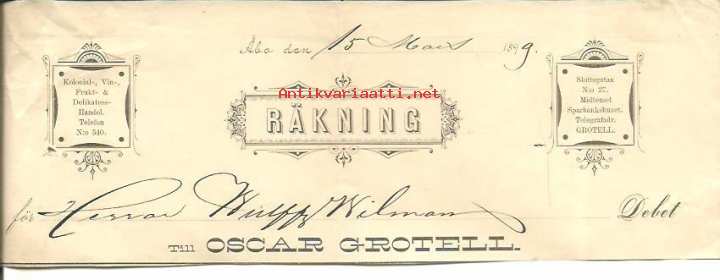 Åbo den 15 Mars 1899.
Kolonial-, Vin-,
Frukt- &
Delikatess-
Handel.
Telefon
N:o 540.
Antikvariaatti.net
RÄKNING
Slottsgatan
N:o 27.
Midtemot
Sparbankshuset.
Telegrafadr.
GROTELL.
för Herrar Wulff Wilman Debet
Till OSCAR GROTELL.